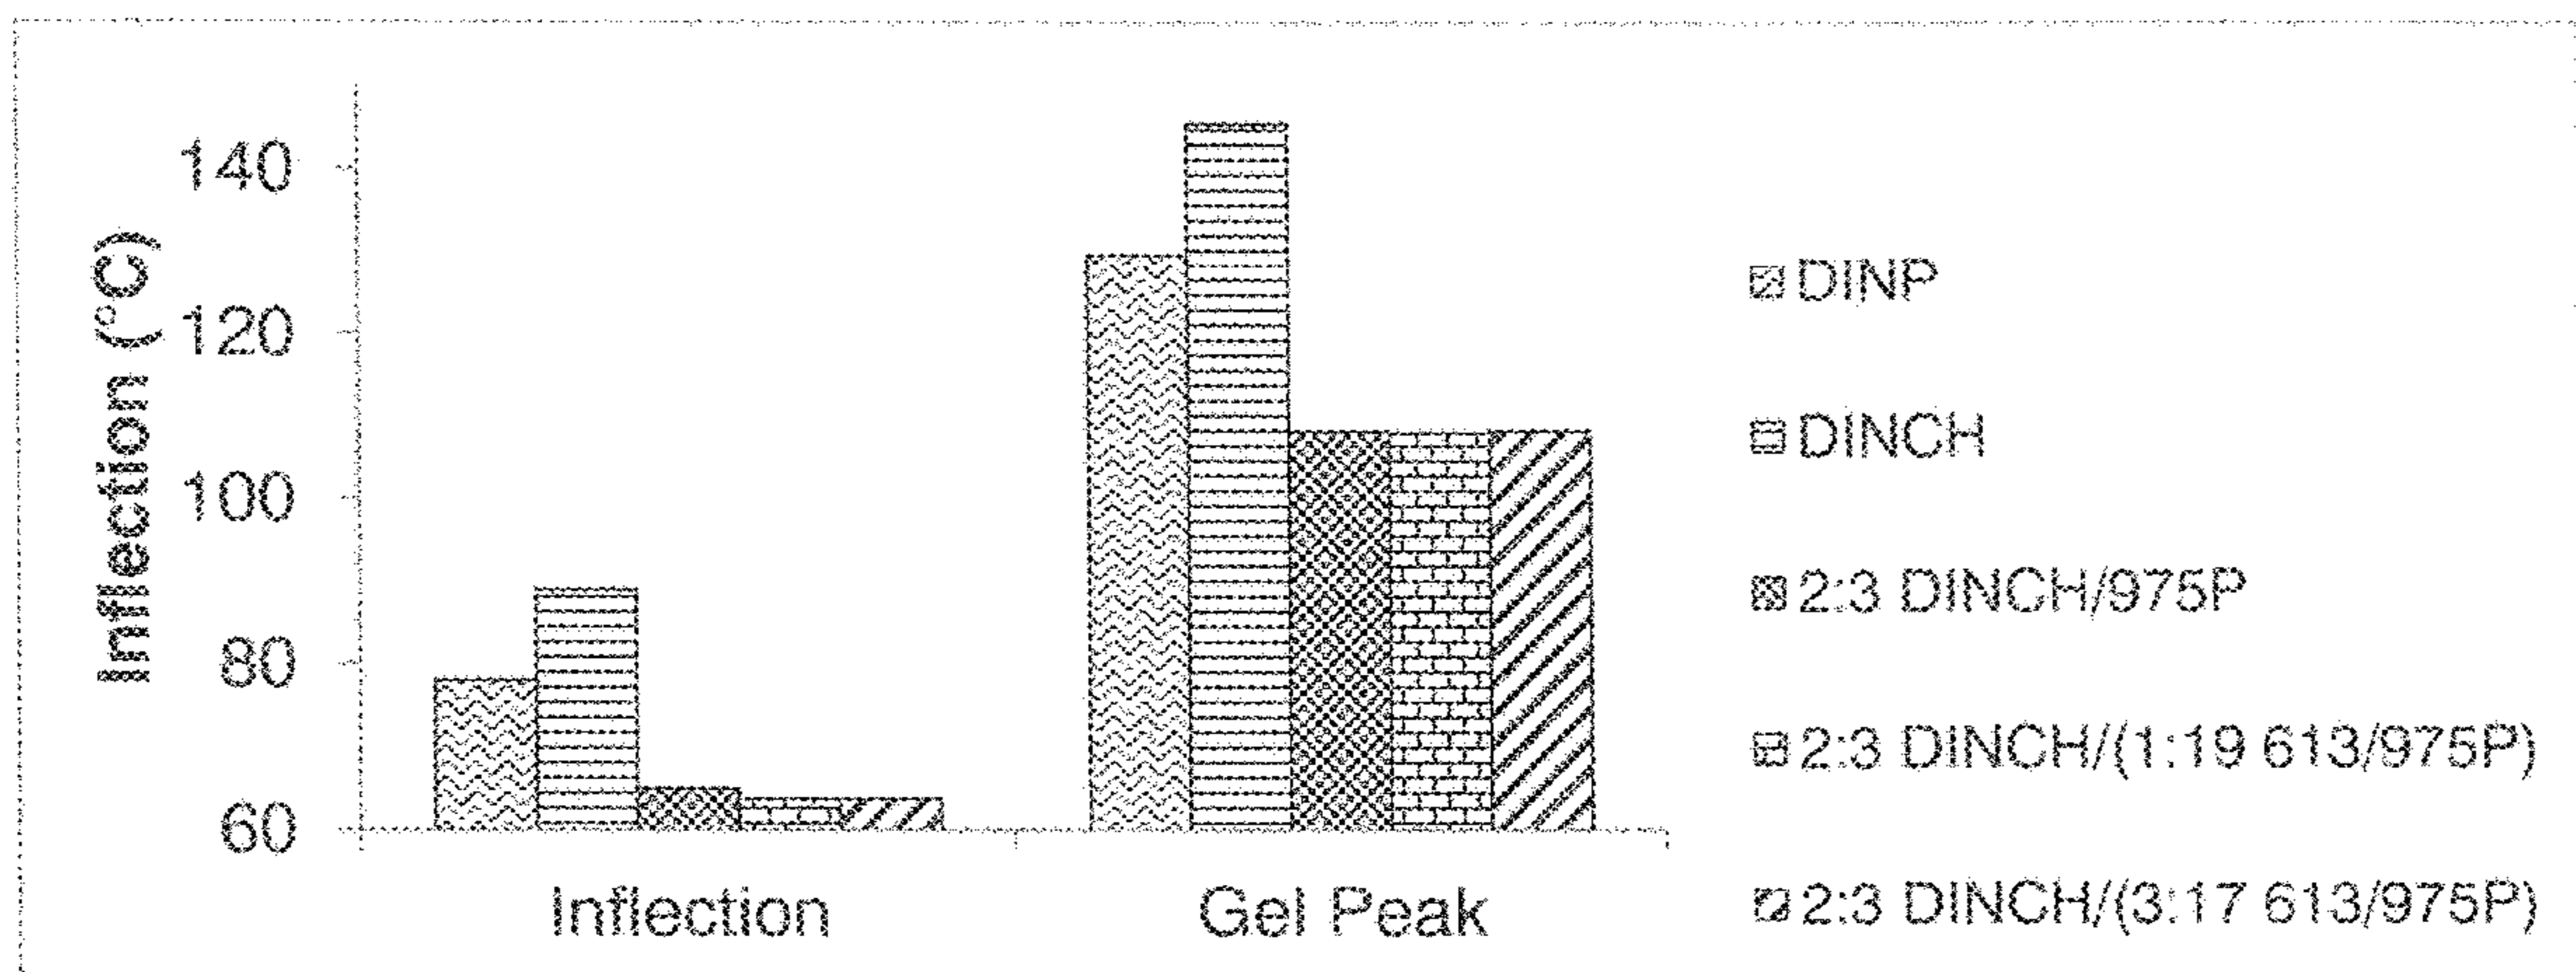 Inflection (°C)
140
120
100
80
60
Inflection
Gel Peak
DINP
DINCH
2:3 DINCH/975P
2:3 DINCH/(1:19 613/975P)
2:3 DINCH/(3:17 613/975P)